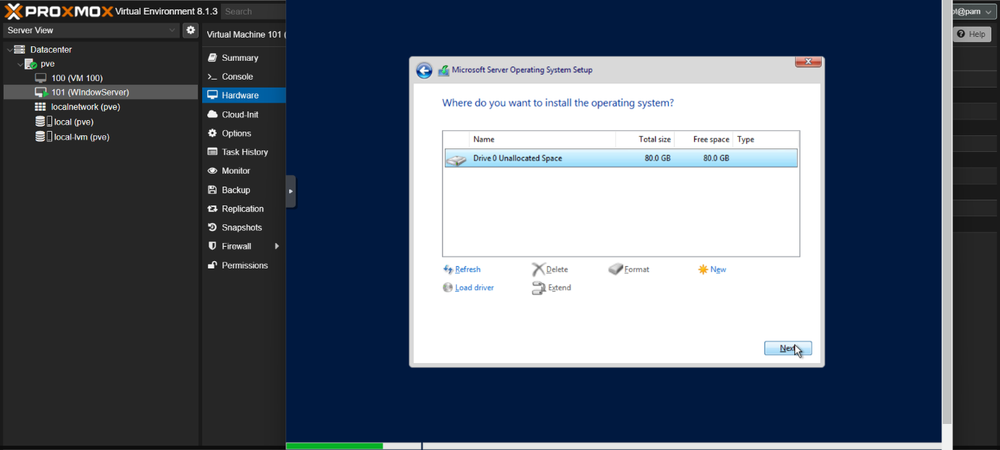 PROXMOX Virtual Environment 8.1.3 Search
Server View
Datacenter
pve
100 (VM 100)
101 (WIndowServer)
localnetwork (pve)
local (pve)
local-lvm (pve)
Virtual Machine 101 (
Summary
Console
Hardware
Cloud-Init
Options
Task History
Monitor
Backup
Replication
Snapshots
Firewall
Permissions
Microsoft Server Operating System Setup
Where do you want to install the operating system?
Name Total size Free space Type
Drive 0 Unallocated Space 80.0 GB 80.0 GB
Refresh Delete Format New
Load driver Extend
Next
@pam
Help